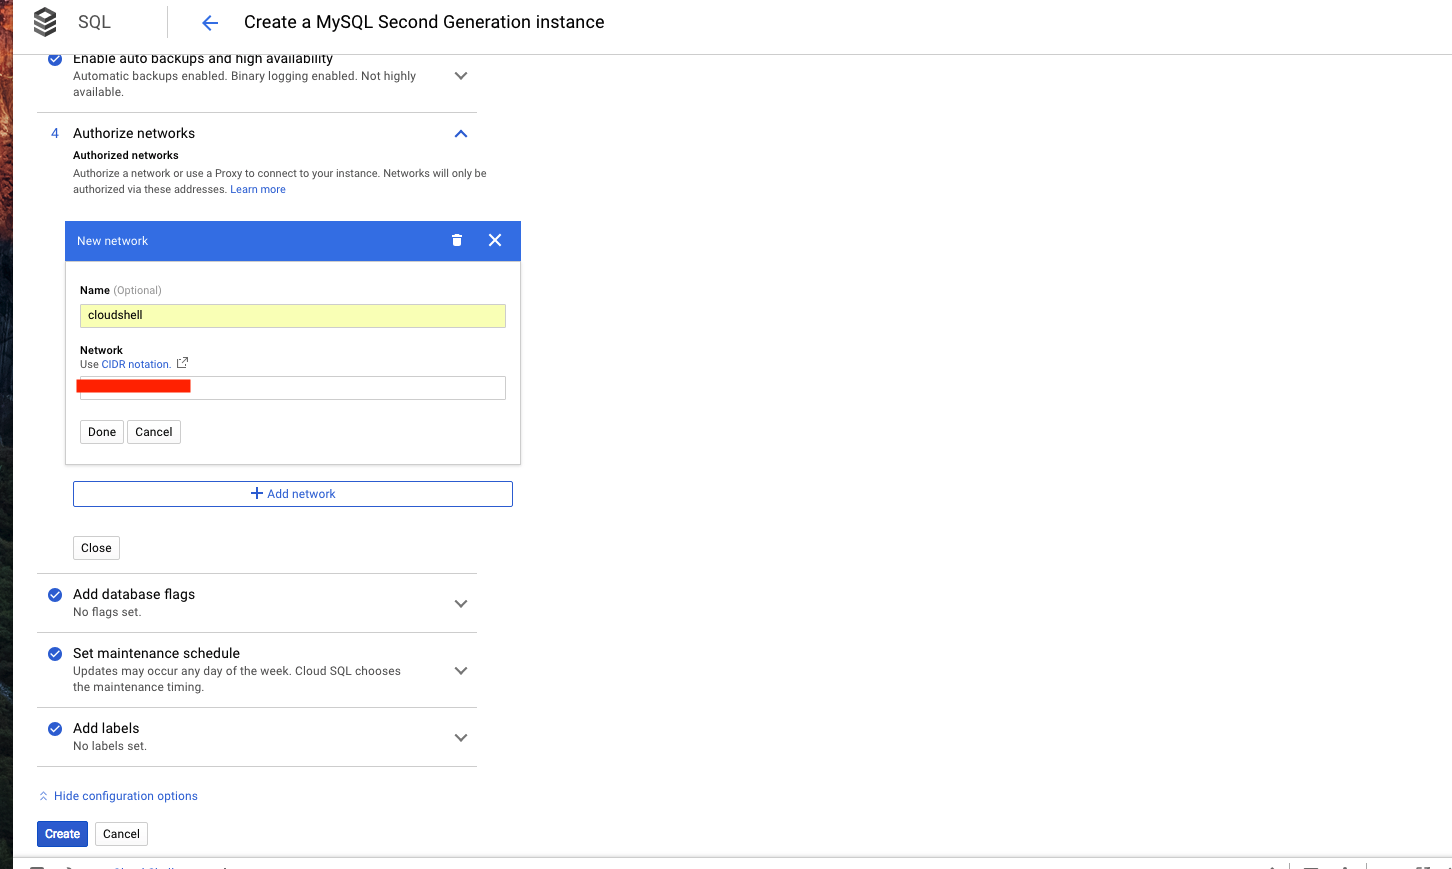 SQL
Create a MySQL Second Generation instance
Enable auto backups and high availability
Automatic backups enabled. Binary logging enabled. Not highly
available.
4 Authorize networks
Authorized networks
Authorize a network or use a Proxy to connect to your instance. Networks will only be
authorized via these addresses. Learn more
New network
Name (Optional)
cloudshell
Network
Use CIDR notation.
Done Cancel
Add network
Close
Add database flags
No flags set.
Set maintenance schedule
Updates may occur any day of the week. Cloud SQL chooses
the maintenance timing.
Add labels
No labels set.
Hide configuration options
Create Cancel